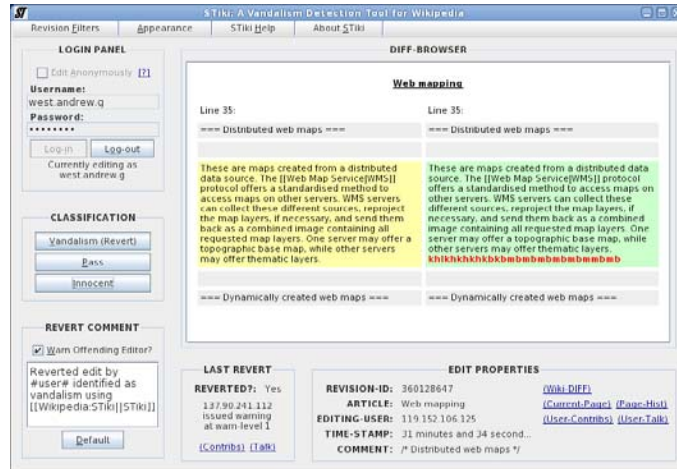 STiki: A Vandalism Detection Tool for Wikipedia
Revision Filters Appearance STiki Help About STiki
LOGIN PANEL
Edit Anonymously [?]
Username:
west.andrew.g
Password:
Log-in Log-out
Currently editing as
west.andrew.g
CLASSIFICATION
Vandalism (Revert)
Pass
Innocent
REVERT COMMENT
Warn Offending Editor?
Reverted edit by
#user# identified as
vandalism using
[[Wikipedia:STiki||STiki]]
Default
DIFF-BROWSER
Web mapping
Line 35: Line 35:
=== Distributed web maps === === Distributed web maps ===
These are maps created from a distributed
data source. The [[Web Map Service|WMS]]
protocol offers a standardised method to
access maps on other servers. WMS servers
can collect these different sources, reproject
the map layers, if necessary, and send them
back as a combined image containing all
requested map layers. One server may offer a
topographic base map, while other servers
may offer thematic layers.
These are maps created from a distributed data
source. The [[Web Map Service|WMS]] protocol
offers a standardised method to access maps on
other servers. WMS servers can collect these
different sources, reproject the map layers, if
necessary, and send them back as a combined
image containing all requested map layers. One
server may offer a topographic base map, while
other servers may offer thematic layers.
=== Dynamically created web maps === === Dynamically created web maps ===
LAST REVERT
REVERTED?: Yes
137.90.241.112
issued warning
at warn-level 1
(Contribs) (Talk)
EDIT PROPERTIES
REVISION-ID: 360128647 (Wiki-DIFF)
ARTICLE: Web mapping (Current-Page) (Page-Hist)
EDITING-USER: 119.152.106.125 (User-Contribs) (User-Talk)
TIME-STAMP: 31 minutes and 34 second...
COMMENT: /* Distributed web maps */